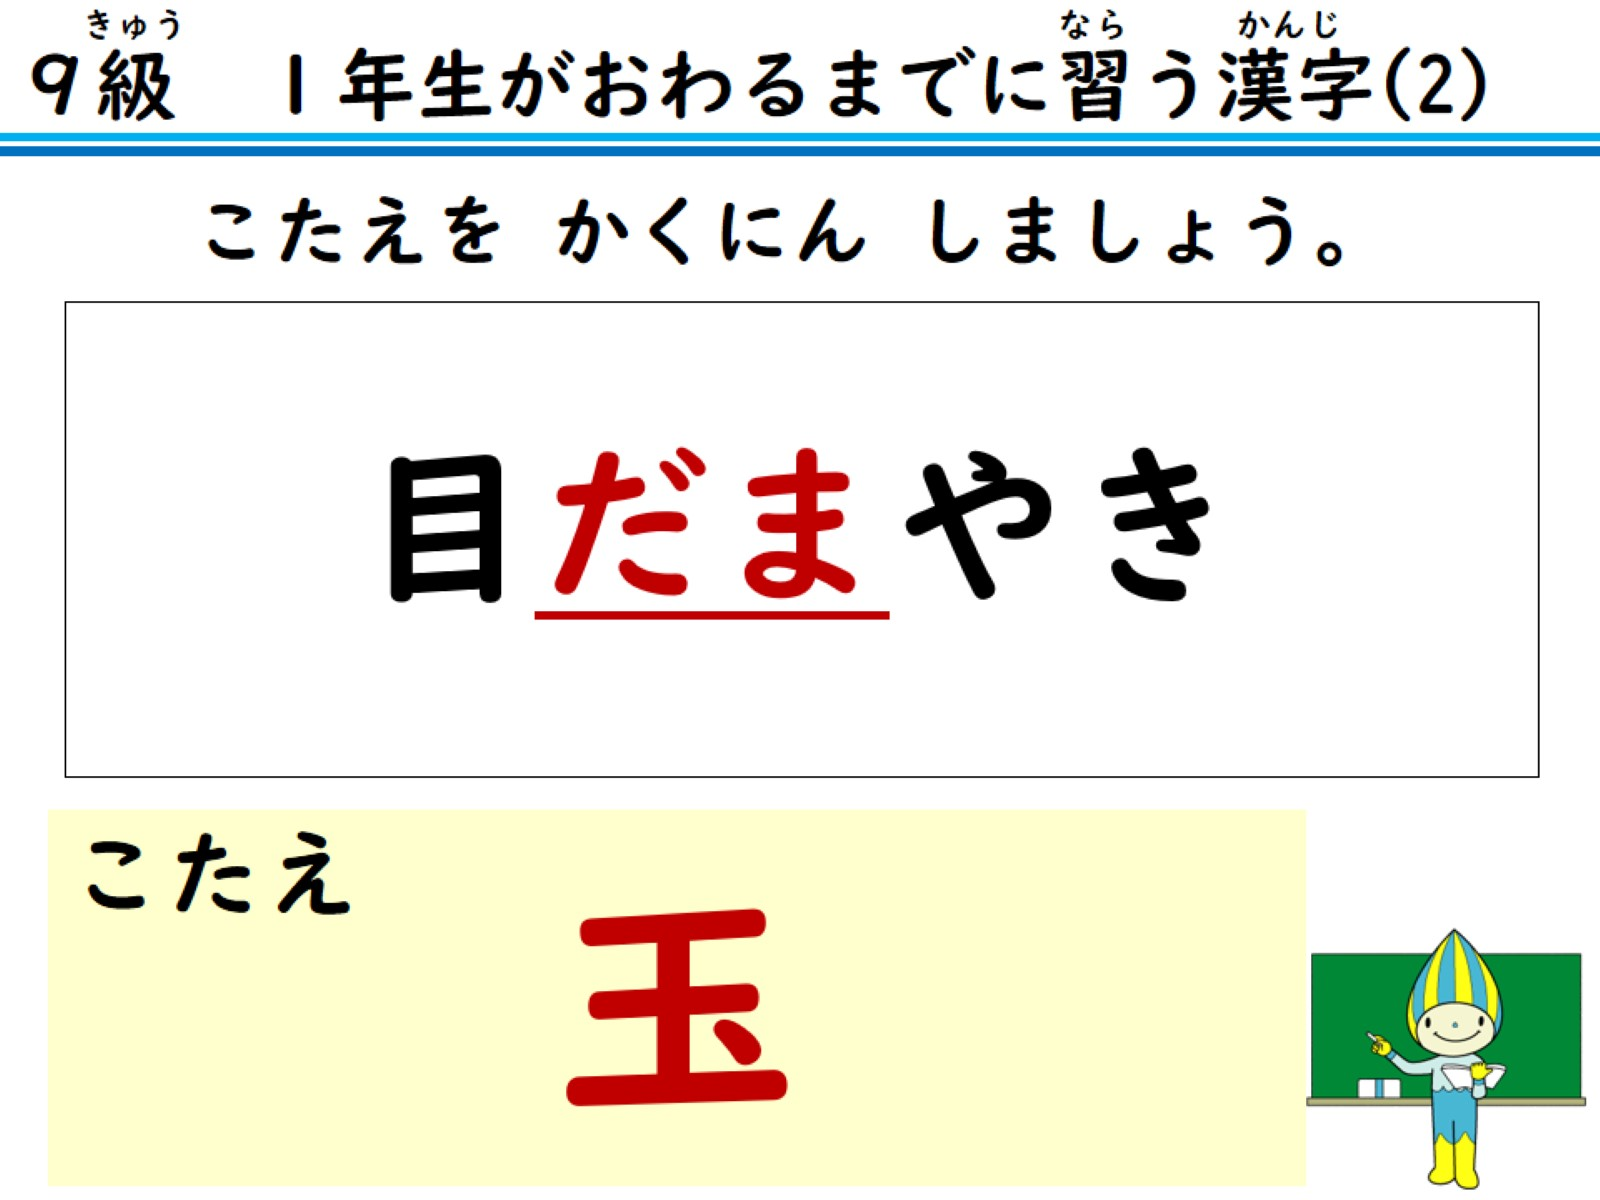 きゅう なら かんじ
9級 1年生がおわるまでに習う漢字(2)
こたえを かくにん しましょう。
目だまやき
こたえ
玉